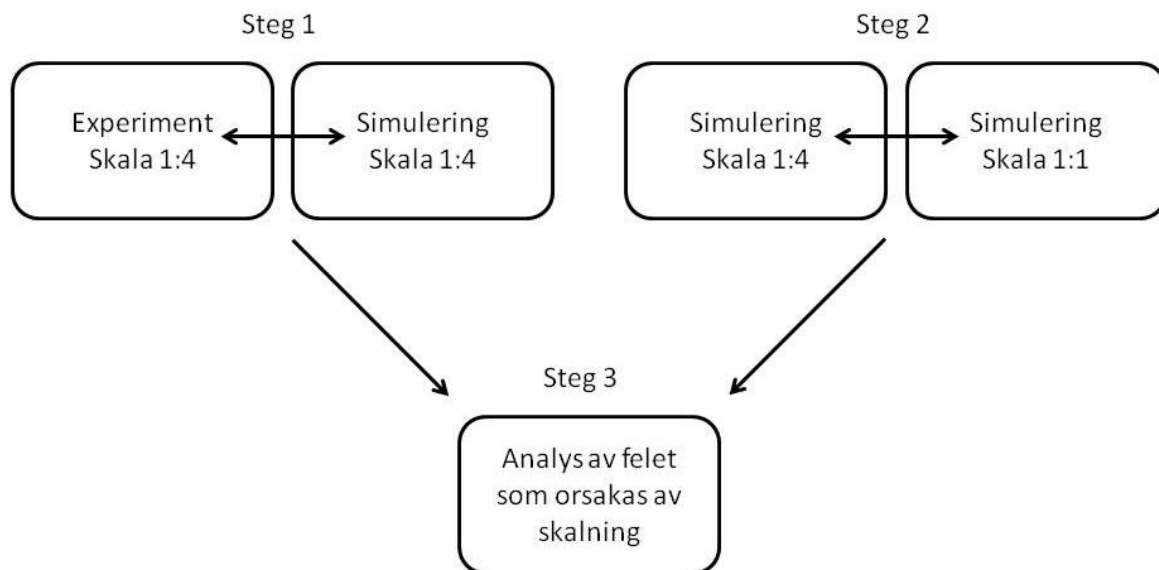 Steg 1
Experiment
Skala 1:4
Simulering
Skala 1:4
Steg 2
Simulering
Skala 1:4
Simulering
Skala 1:1
Steg 3
Analys av felet
som orsakas av
skalning